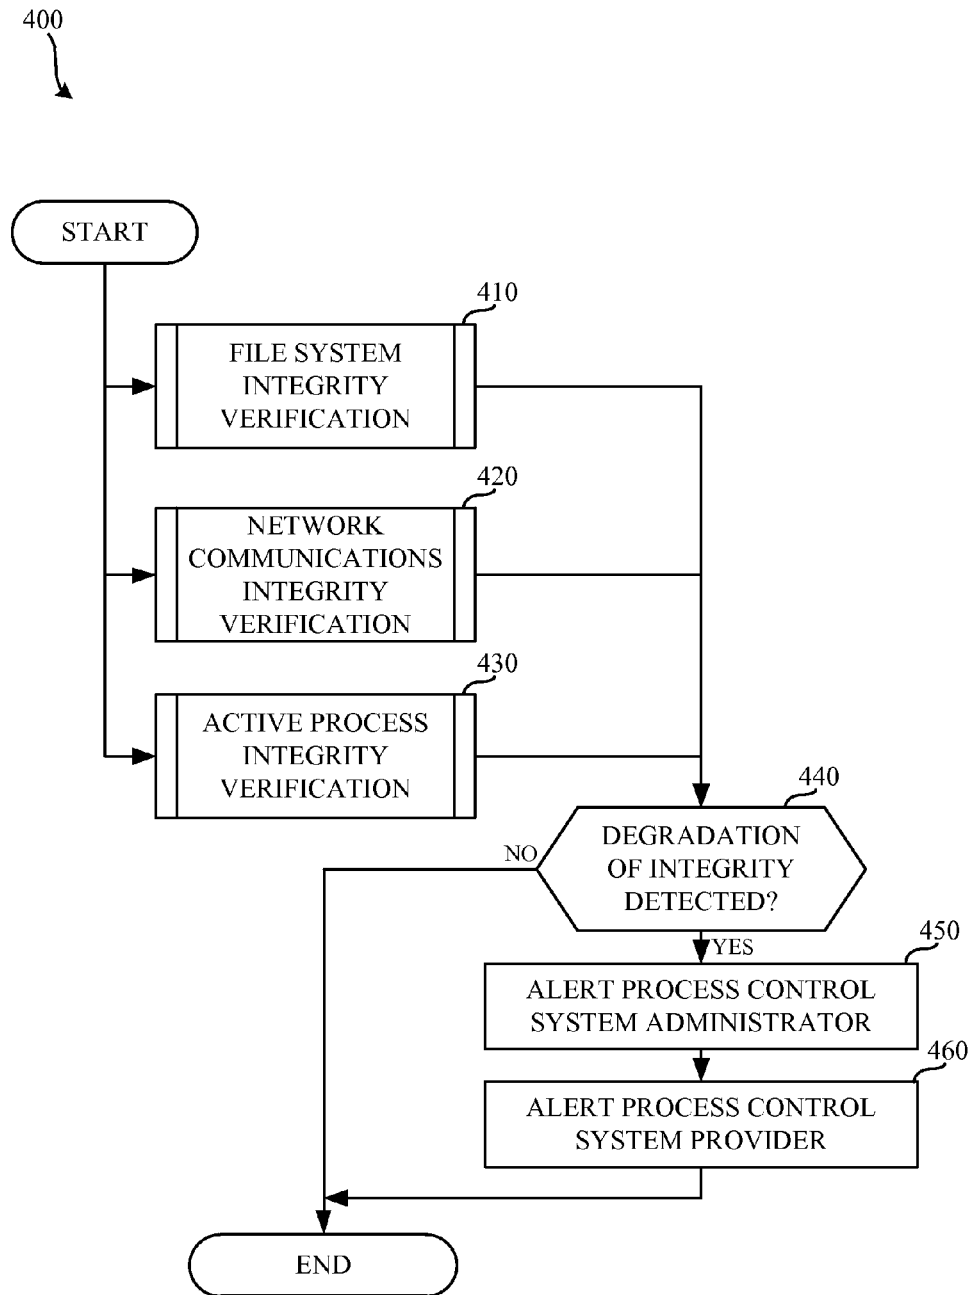 400
START
410
FILE SYSTEM
INTEGRITY
VERIFICATION
420
NETWORK
COMMUNICATIONS
INTEGRITY
VERIFICATION
430
ACTIVE PROCESS
INTEGRITY
VERIFICATION
440
DEGRADATION
OF INTEGRITY
DETECTED?
NO
YES
450
ALERT PROCESS CONTROL
SYSTEM ADMINISTRATOR
460
ALERT PROCESS CONTROL
SYSTEM PROVIDER
END